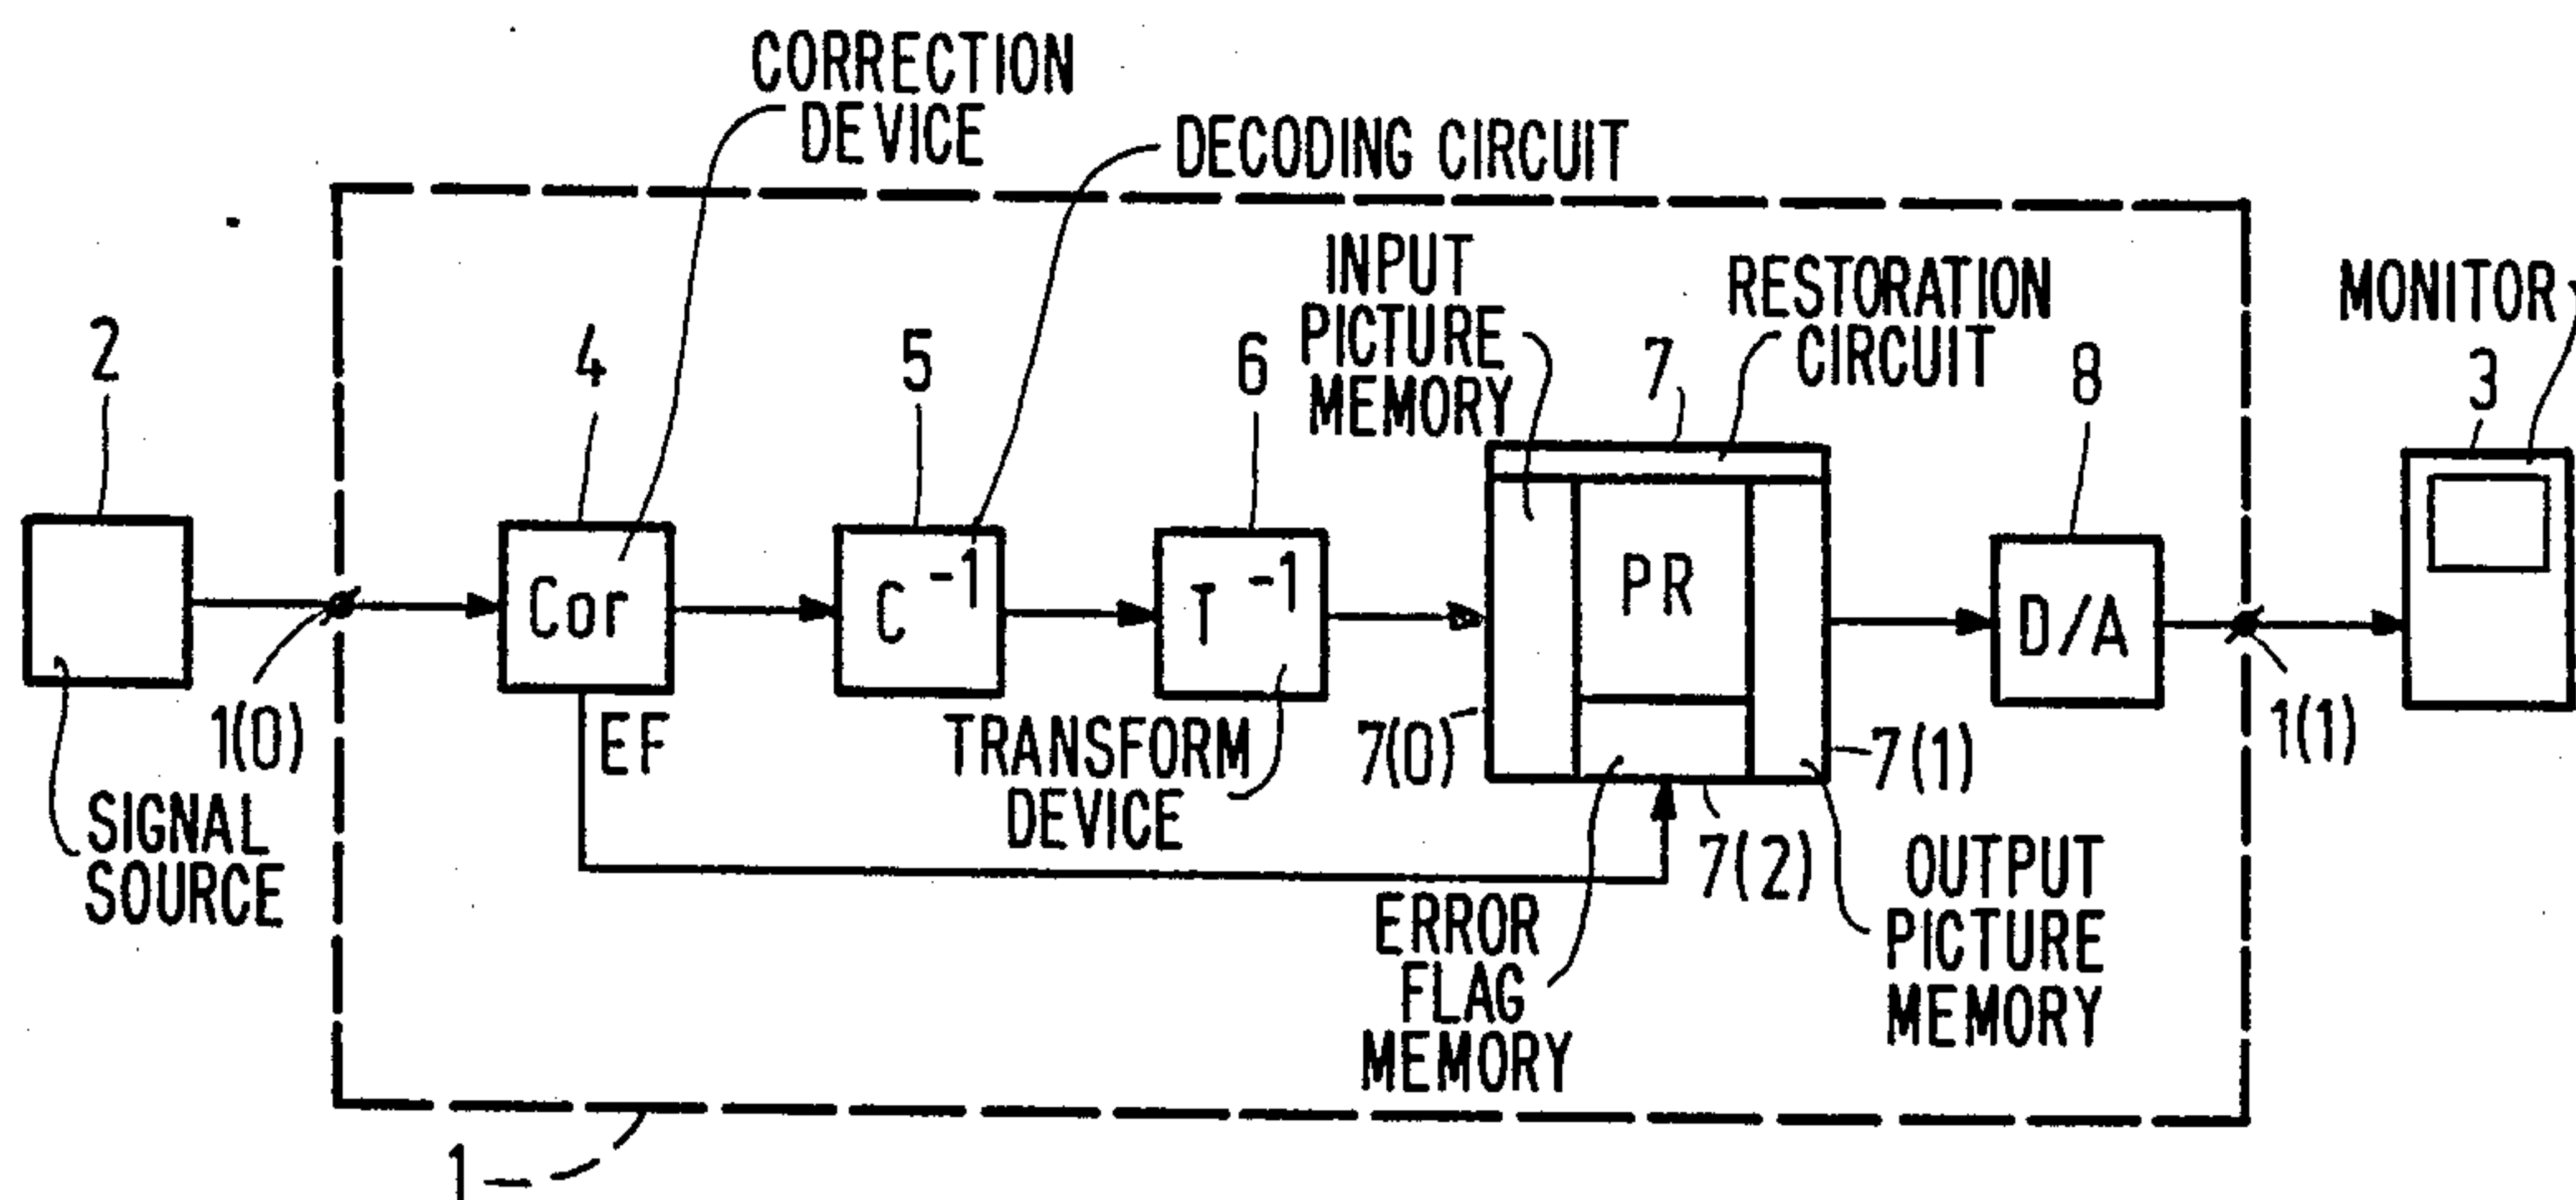 CORRECTION
DEVICE
DECODING CIRCUIT
INPUT
PICTURE
MEMORY
RESTORATION
CIRCUIT
MONITOR
2
4
5
6
7
8
3
Cor
C⁻¹
T⁻¹
PR
D/A
1(0)
EF
TRANSFORM
DEVICE
7(0)
7(1)
1(1)
SIGNAL
SOURCE
7(2)
ERROR
FLAG
MEMORY
OUTPUT
PICTURE
MEMORY
1